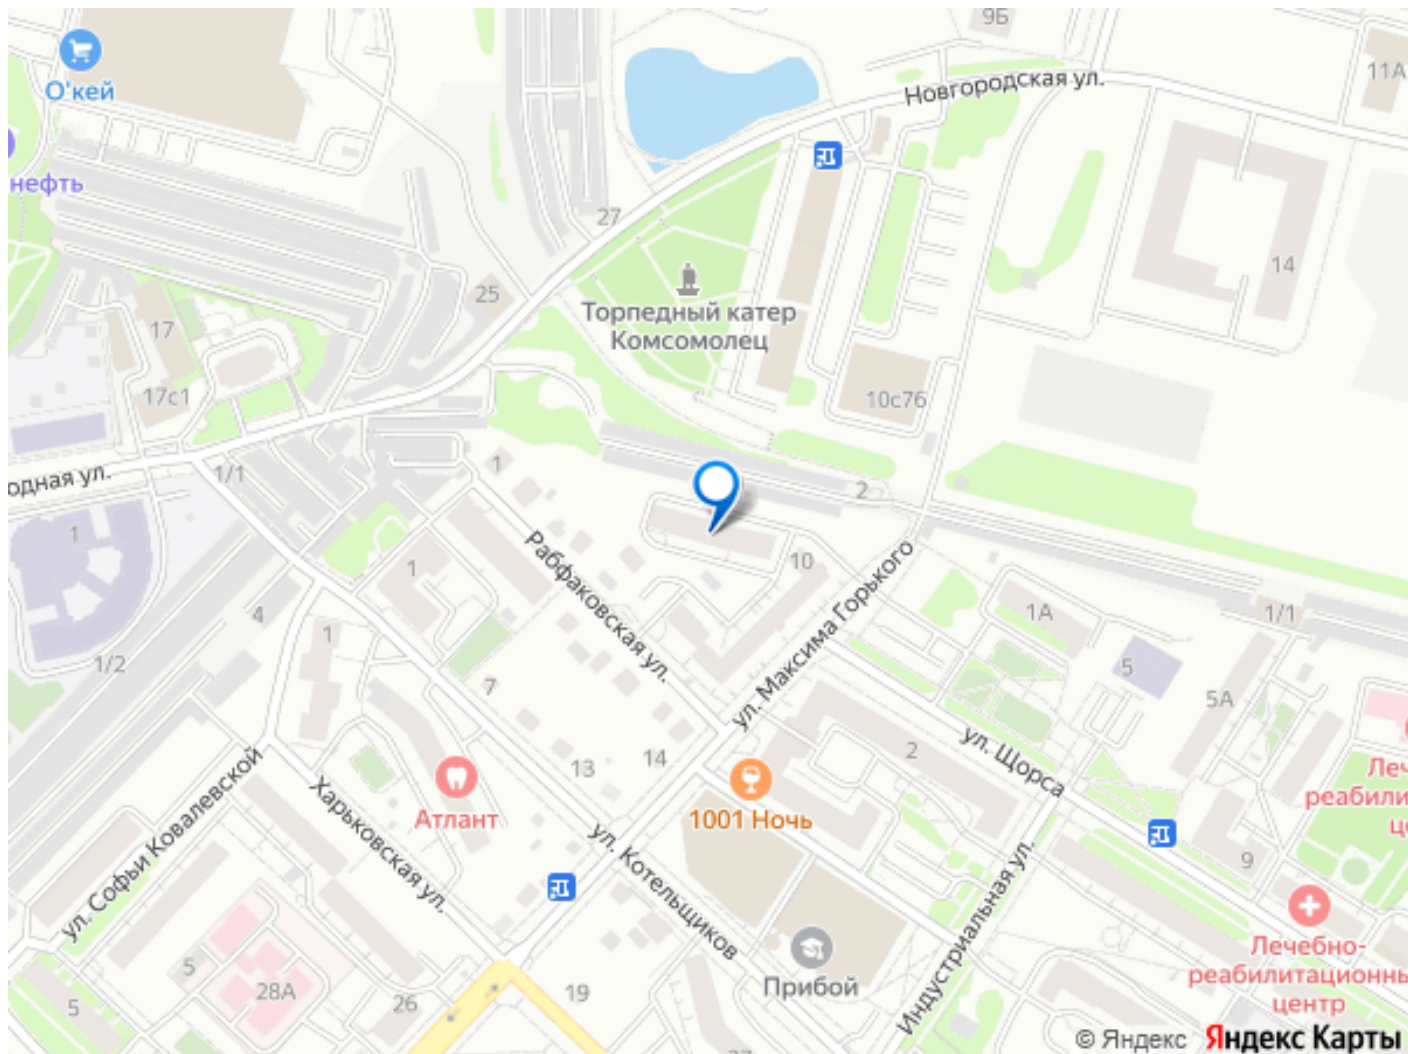 9Б
О'кей
11А
Новгородская ул.
нефть
27
14
25
Торпедный катер
Комсомолец
17
17с1
10с76
1
1/1
одная ул.
2
1
Рабфаковская ул.
10
ул. Максима Горького
1
4
1А
1/1
1
1/2
5
7
5А
2
ул. Щорса
14
13
Леч
реабили
це
ул. Софьи Ковалевской
Харьковская ул.
Атлант
1001 Ночь
ул. Котельщиков
9
Индустриальная ул.
Лечебно-
реабилитационны
центр
Прибой
5
28А
26
19
5
© Яндекс Яндекс Карты